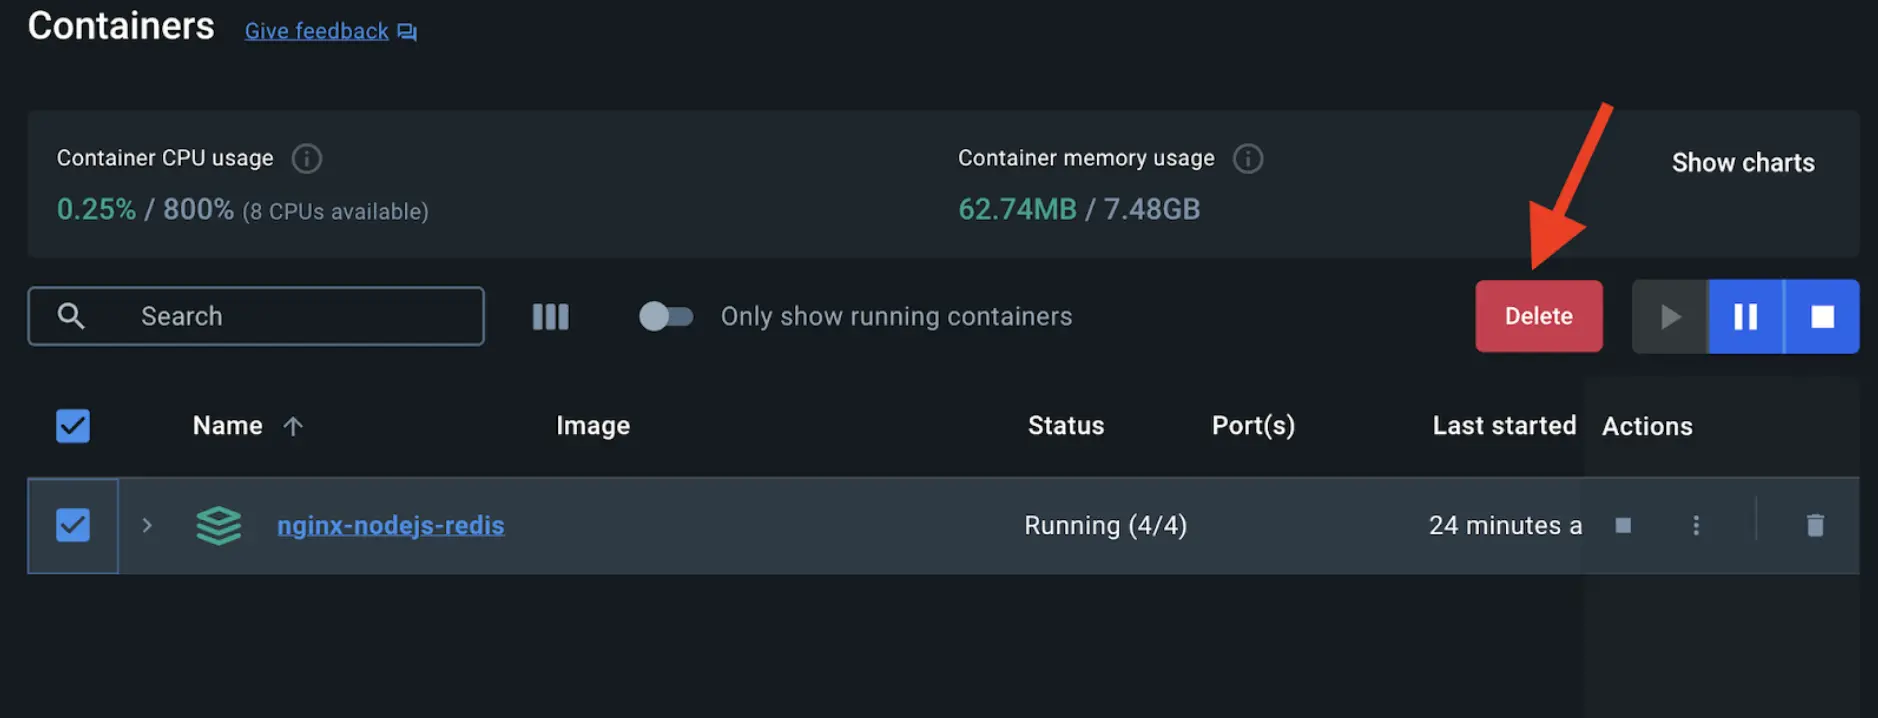 Containers Give feedback
Container CPU usage
Container memory usage
Show charts
0.25% / 800% (8 CPUs available)
62.74MB / 7.48GB
Search
Only show running containers
Delete
Name Image Status Port(s) Last started Actions
nginx-nodejs-redis Running (4/4) 24 minutes a